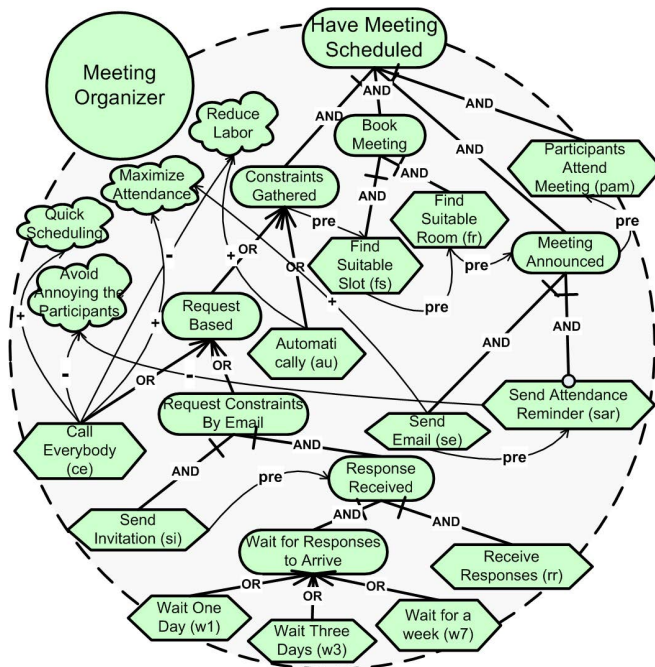 Have Meeting
Scheduled
Meeting
Organizer
Reduce
Labor
AND
AND
Book
Meeting
AND
Participants
Attend
Meeting (pam)
Maximize
Attendance
Constraints
Gathered
AND
AND
AND
AND
Quick
Scheduling
pre
Find
Suitable
Room (fr)
pre
-
Find
Suitable
Slot (fs)
Meeting
Announced
Avoid
Annoying the
Participants
+
OR
OR
pre
pre
+
Request
Based
+
+
Automati
cally (au)
AND
AND
-
OR
OR
-
Request Constraints
By Email
Send
Email (se)
Send Attendance
Reminder (sar)
Call
Everybody
(ce)
AND
AND
pre
pre
Response
Received
Send
Invitation (si)
AND
AND
Wait for Responses
to Arrive
Receive
Responses (rr)
OR
OR
OR
Wait One
Day (w1)
Wait Three
Days (w3)
Wait for a
week (w7)